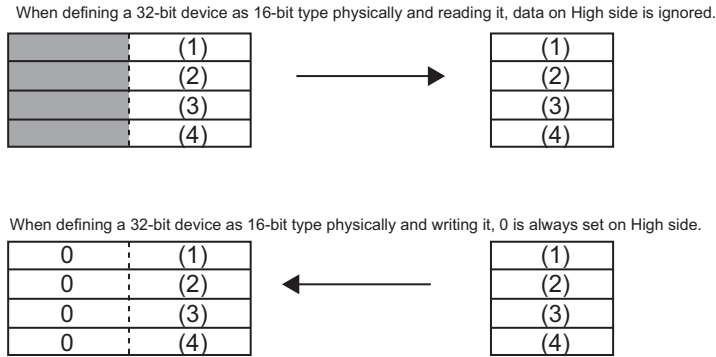 When defining a 32-bit device as 16-bit type physically and reading it, data on High side is ignored.
(1) (1)
(2) (2)
(3) (3)
(4) (4)
When defining a 32-bit device as 16-bit type physically and writing it, 0 is always set on High side.
0 (1) (1)
0 (2) (2)
0 (3) (3)
0 (4) (4)